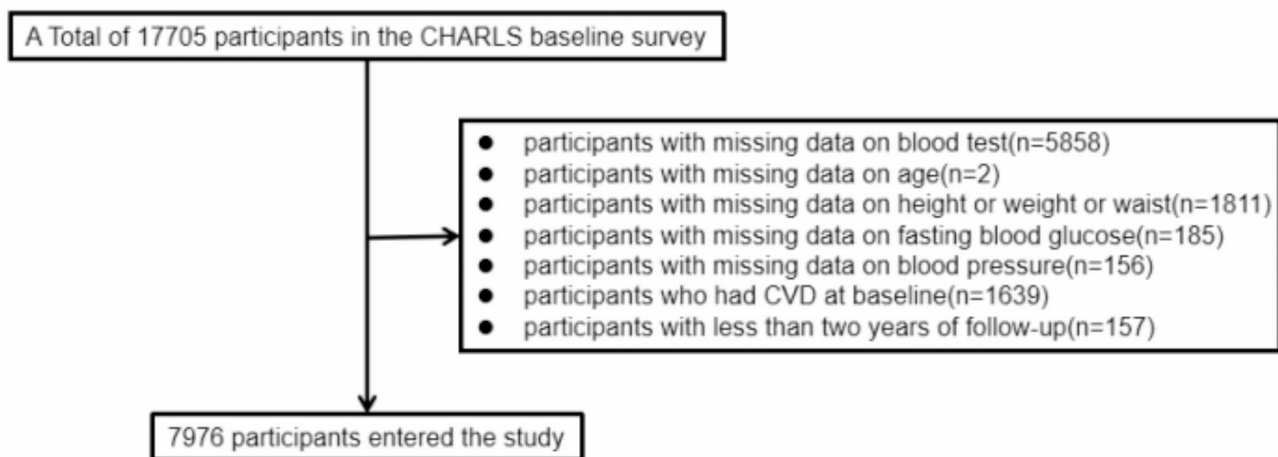 A Total of 17705 participants in the CHARLS baseline survey
● participants with missing data on blood test(n=5858)
● participants with missing data on age(n=2)
● participants with missing data on height or weight or waist(n=1811)
● participants with missing data on fasting blood glucose(n=185)
● participants with missing data on blood pressure(n=156)
● participants who had CVD at baseline(n=1639)
● participants with less than two years of follow-up(n=157)
7976 participants entered the study